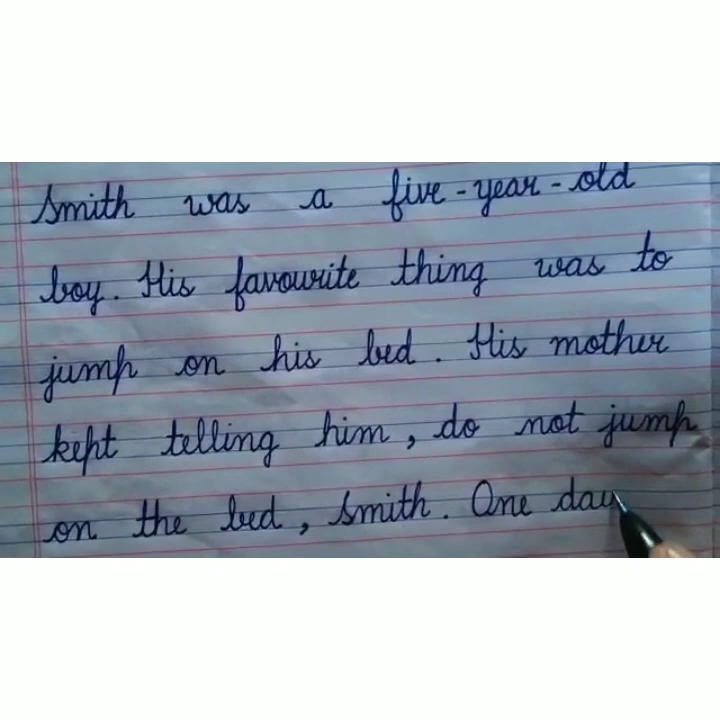 Smith was a five-year-old
boy. His favourite thing was to
jump on his bed. His mother
kept telling him, do not jump
on the bed, Smith. One day